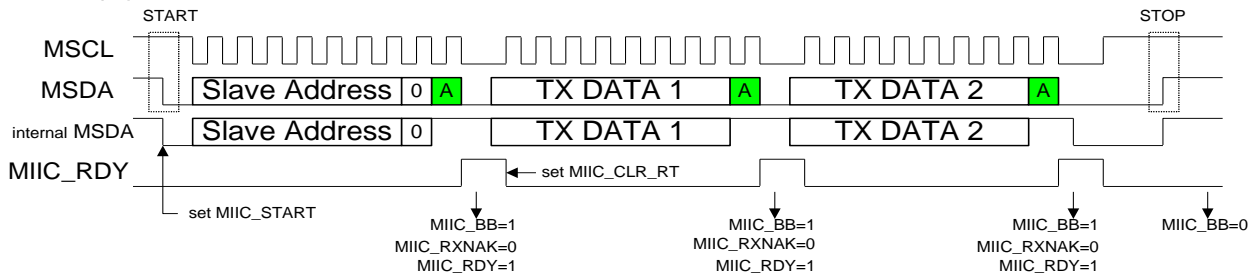 START STOP
MSCL
MSDA Slave Address 0 A TX DATA 1 A TX DATA 2 A
internal MSDA Slave Address 0 TX DATA 1 TX DATA 2
MIIC_RDY set MIIC_CLR_RT
set MIIC_START
MIIC_BB=1 MIIC_BB=1 MIIC_BB=1 MIIC_BB=0
MIIC_RXNAK=0 MIIC_RXNAK=0 MIIC_RXNAK=0
MIIC_RDY=1 MIIC_RDY=1 MIIC_RDY=1